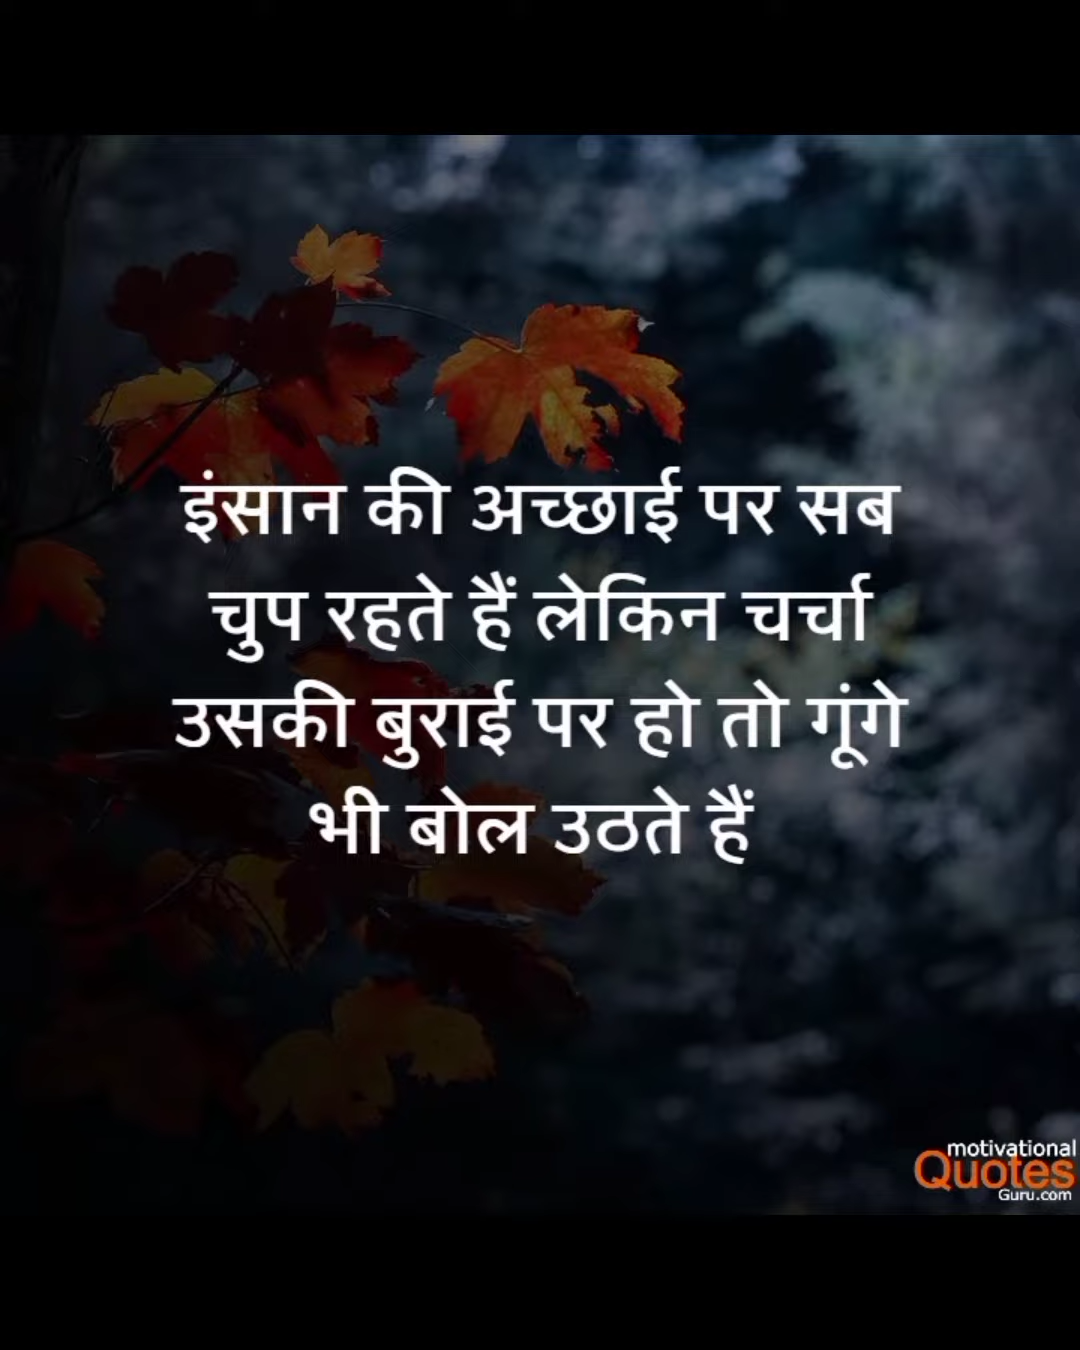 इंसान की अच्छाई पर सब
चुप रहते हैं लेकिन चर्चा
उसकी बुराई पर हो तो गूंगे
भी बोल उठते हैं
motivational
Quotes
Guru.com